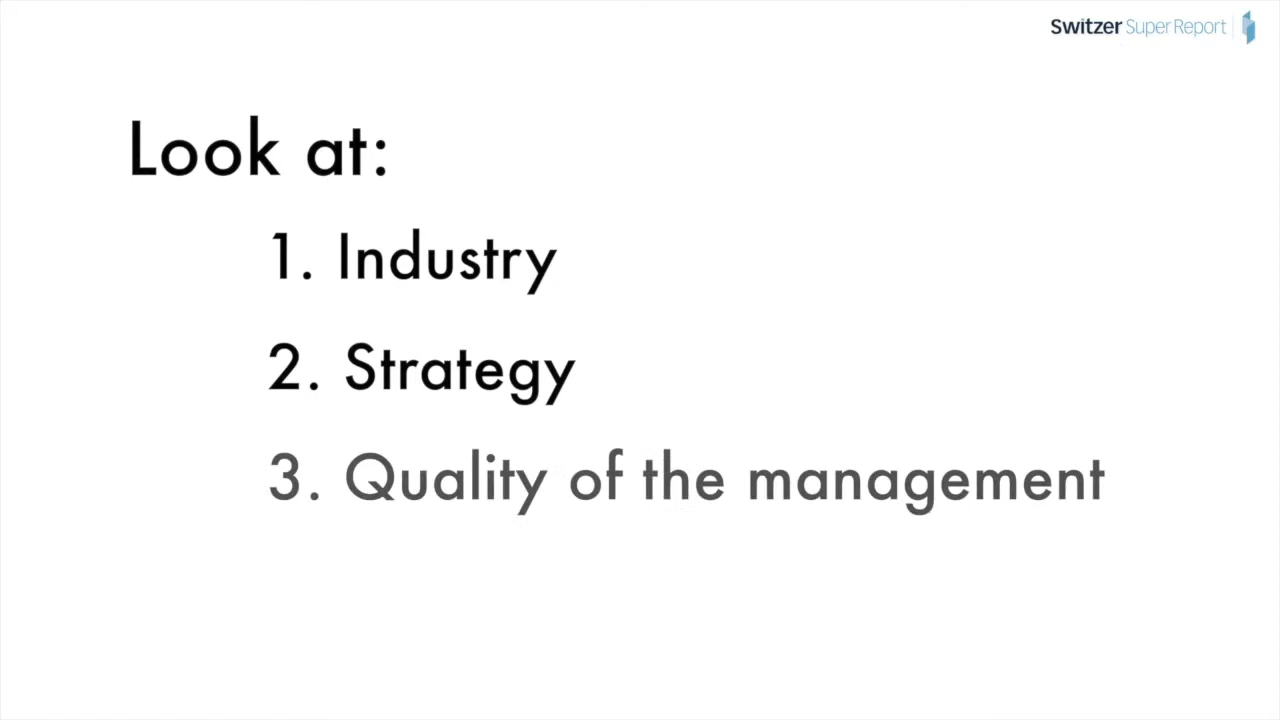 Switzer Super Report
Look at:
1. Industry
2. Strategy
3. Quality of the management